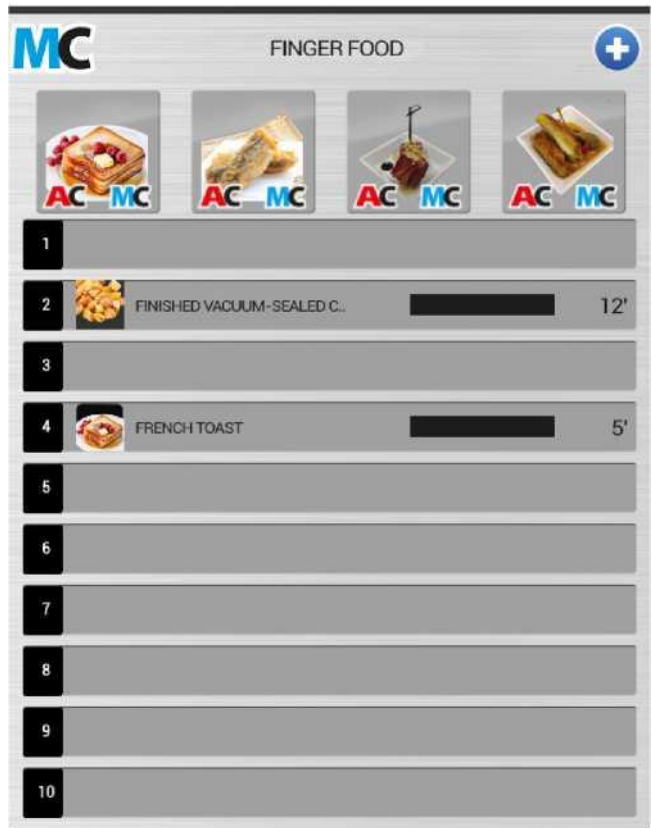 MC FINGER FOOD
AC MC AC MC AC MC AC MC
1
2 FINISHED VACUUM-SEALED C.. 12'
3
4 FRENCH TOAST 5'
5
6
7
8
9
10